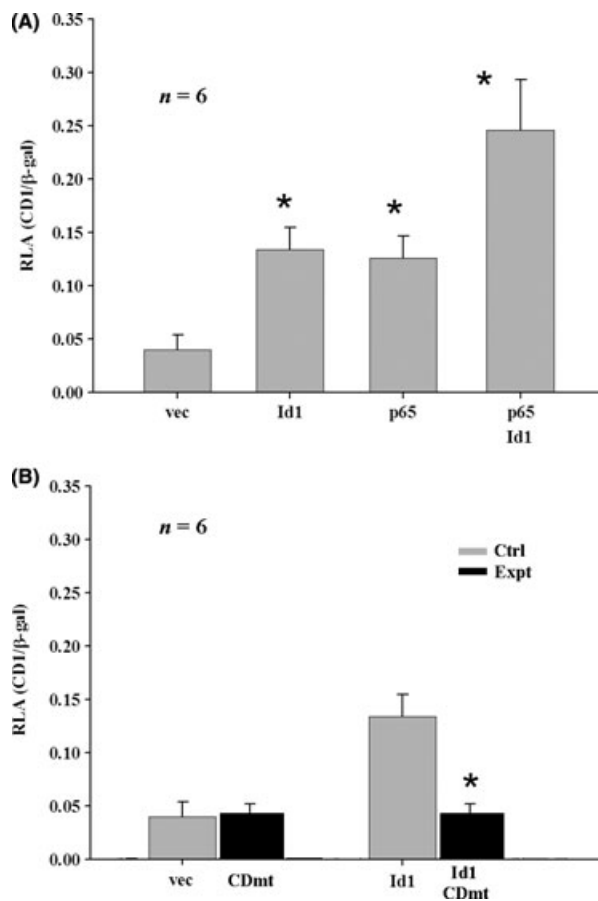 (A)
0.35
0.30
0.25
0.20
0.15
0.10
0.05
0.00
RLA (CD1/β-gal)
n = 6
*
*
*
vec Id1 p65 p65
Id1
(B)
0.35
0.30
0.25
0.20
0.15
0.10
0.05
0.00
RLA (CD1/β-gal)
n = 6
Ctrl
Expt
*
vec CDmt Id1 Id1
CDmt